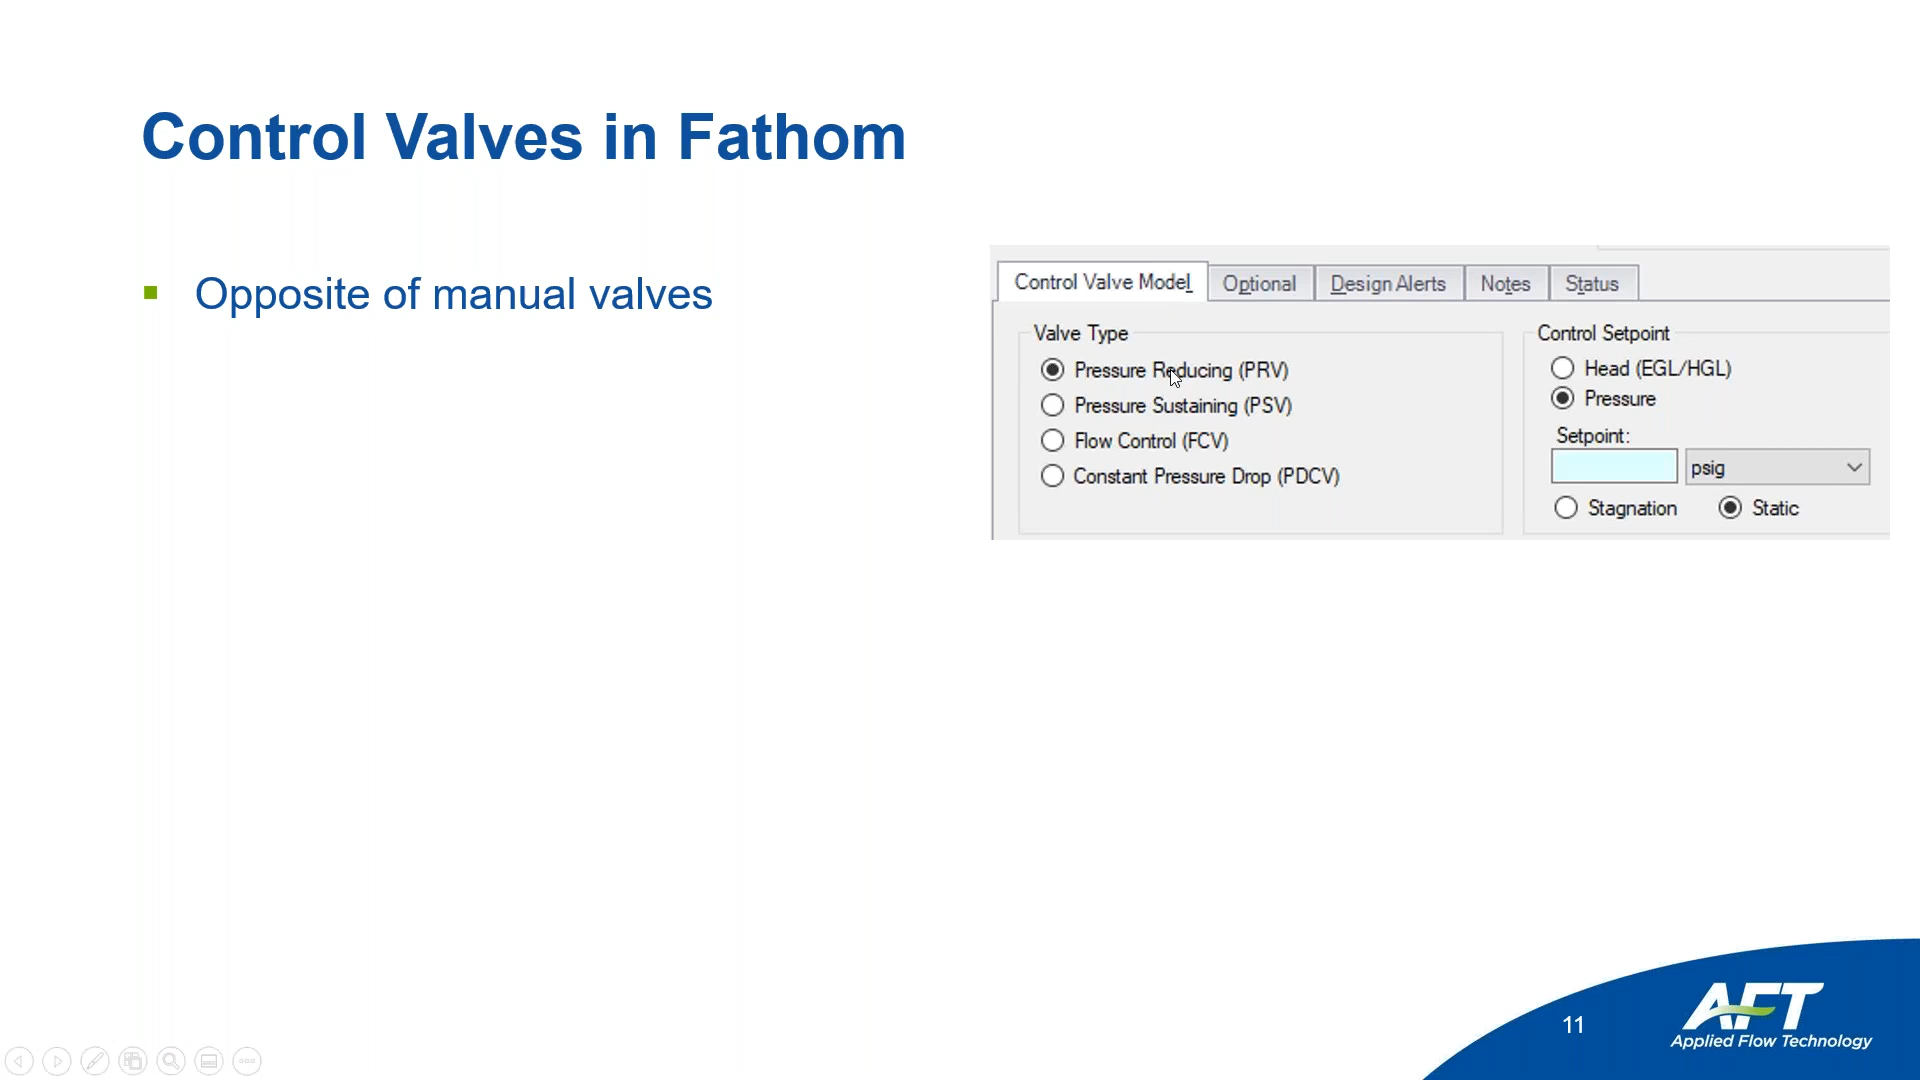 Control Valves in Fathom
Opposite of manual valves
Control Valve Model Optional Design Alerts Notes Status
Valve Type
Pressure Reducing (PRV)
Pressure Sustaining (PSV)
Flow Control (FCV)
Constant Pressure Drop (PDCV)
Control Setpoint
Head (EGL/HGL)
Pressure
Setpoint:
psig
Stagnation Static
11
AFT
Applied Flow Technology